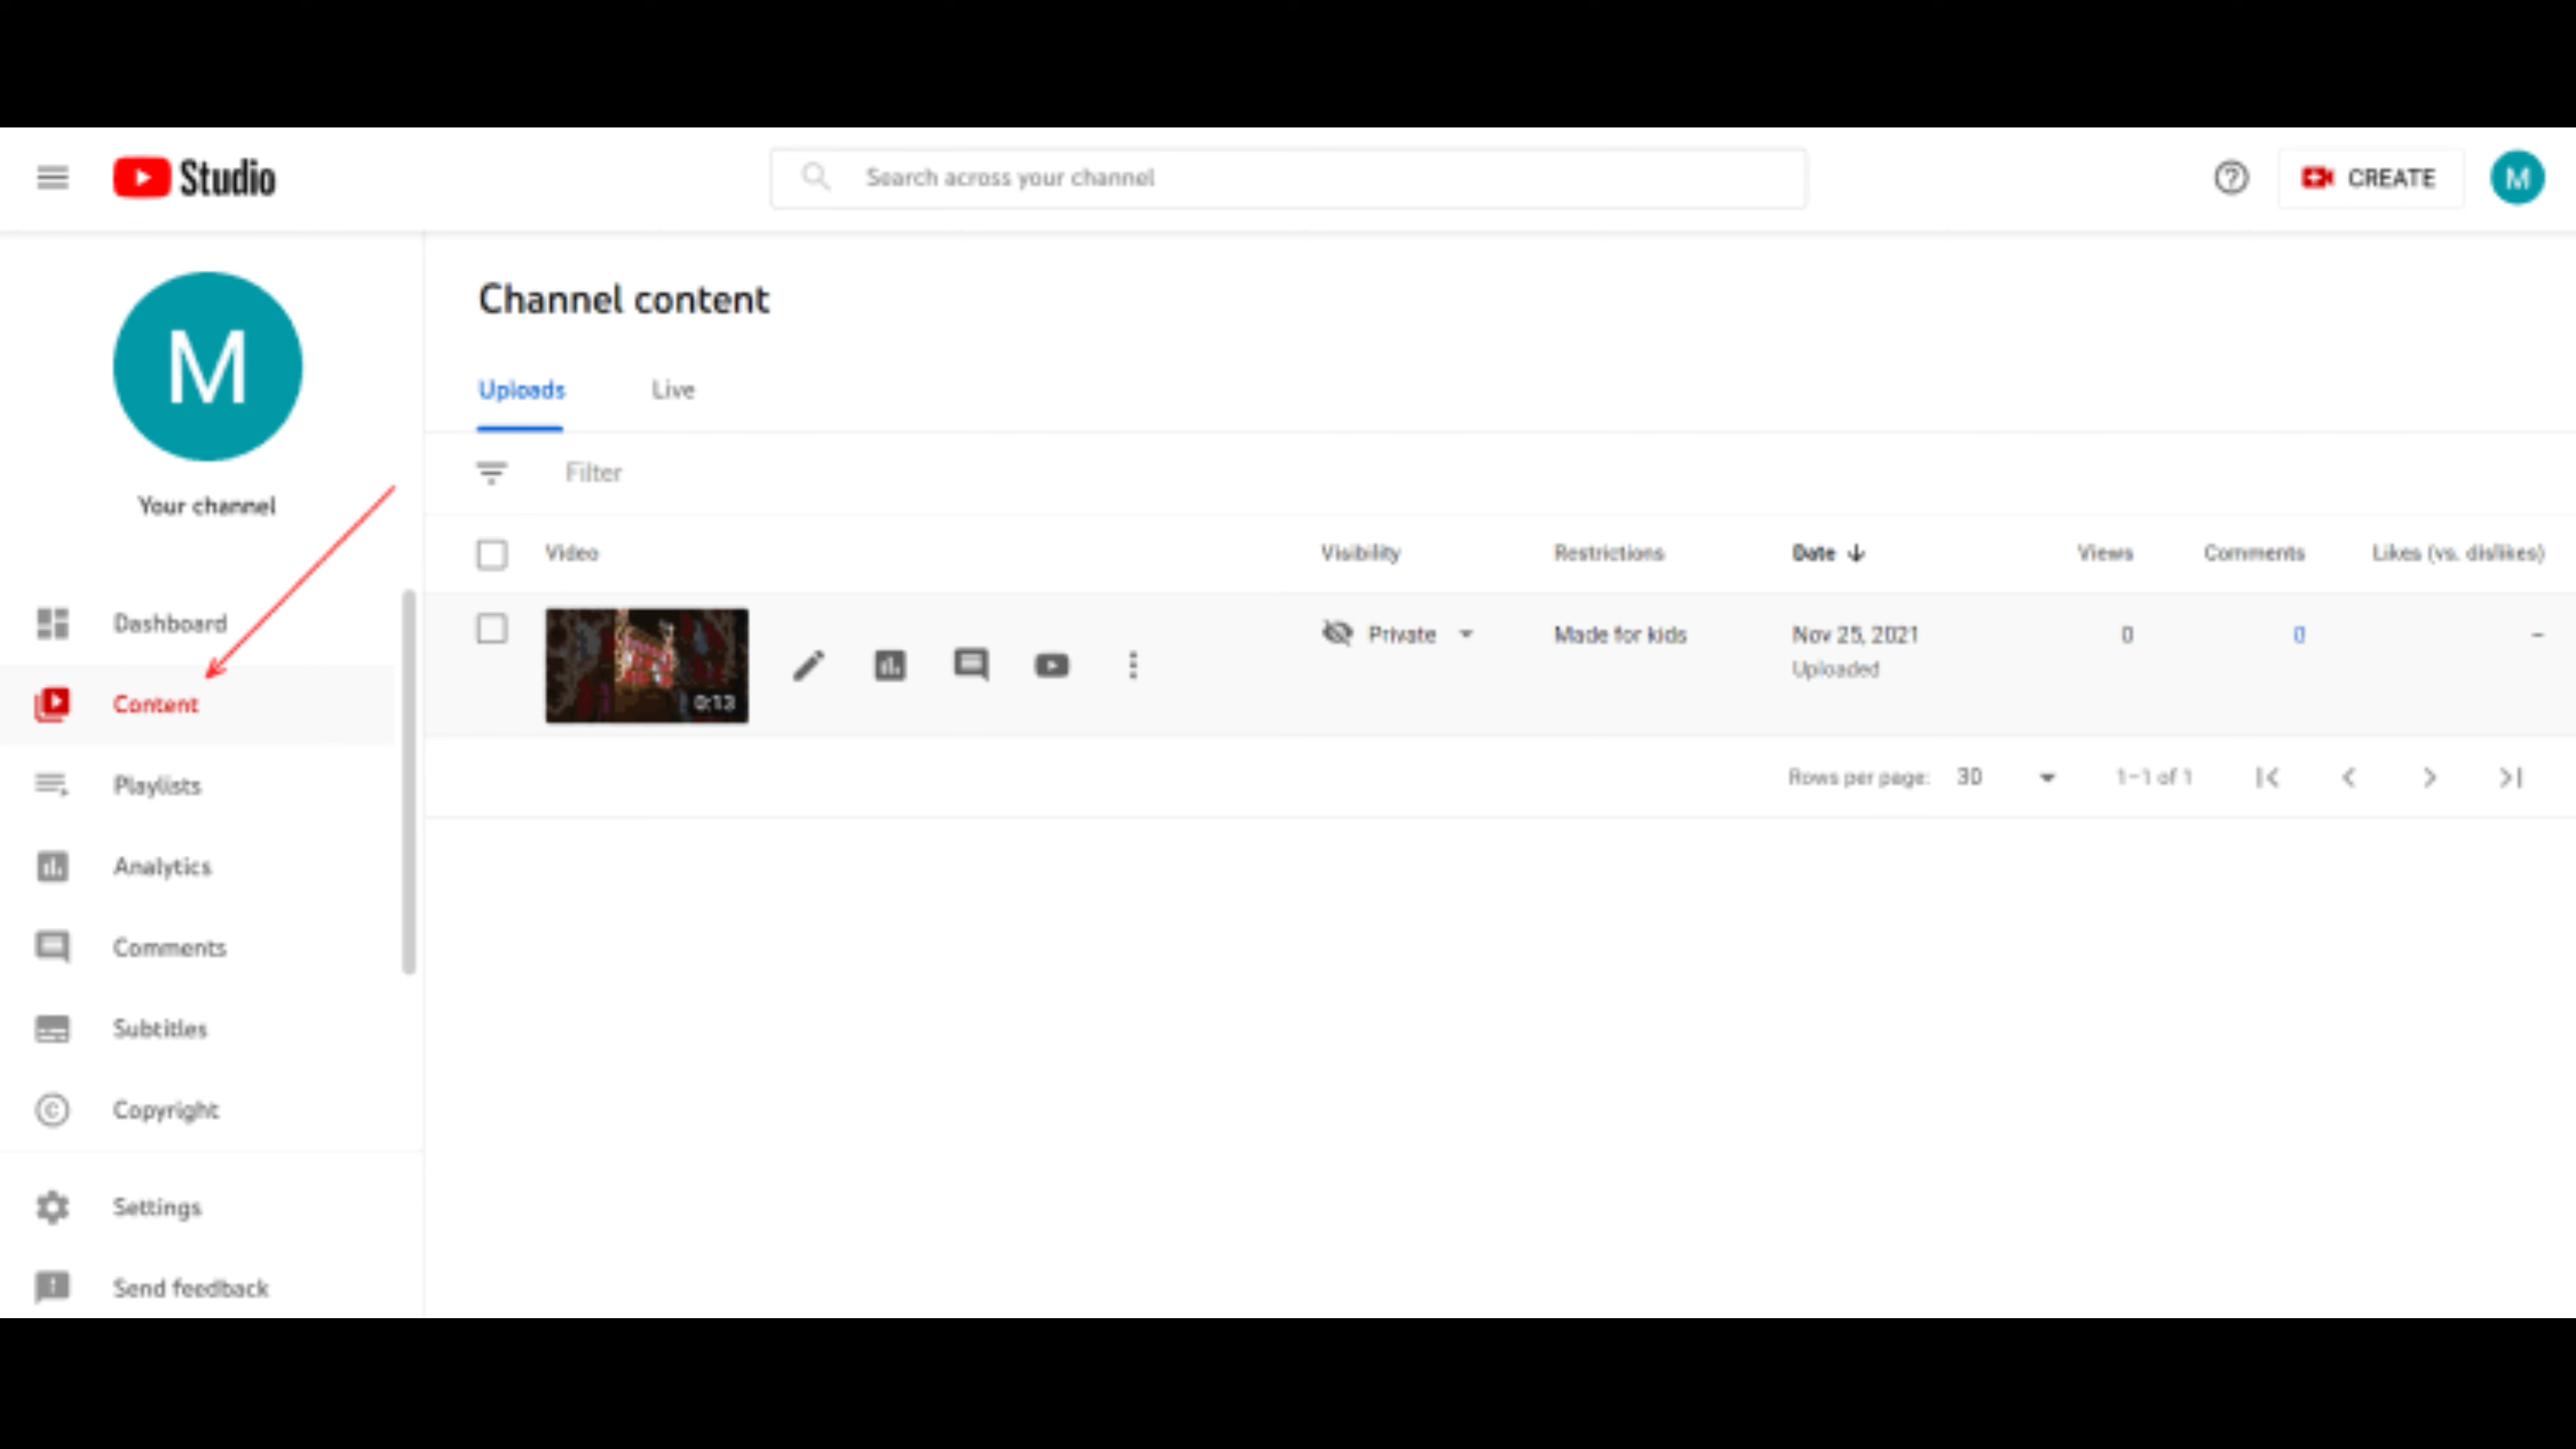 Studio
Search across your channel
CREATE
M
M
Your channel
Dashboard
Content
Playlists
Analytics
Comments
Subtitles
Copyright
Settings
Send feedback
Channel content
Uploads Live
Filter
Video Visibility Restrictions Date Views Comments Likes (vs. dislikes)
0:13 Private Made for kids Nov 25, 2021 0 0 –
Uploaded
Rows per page: 30 1–1 of 1